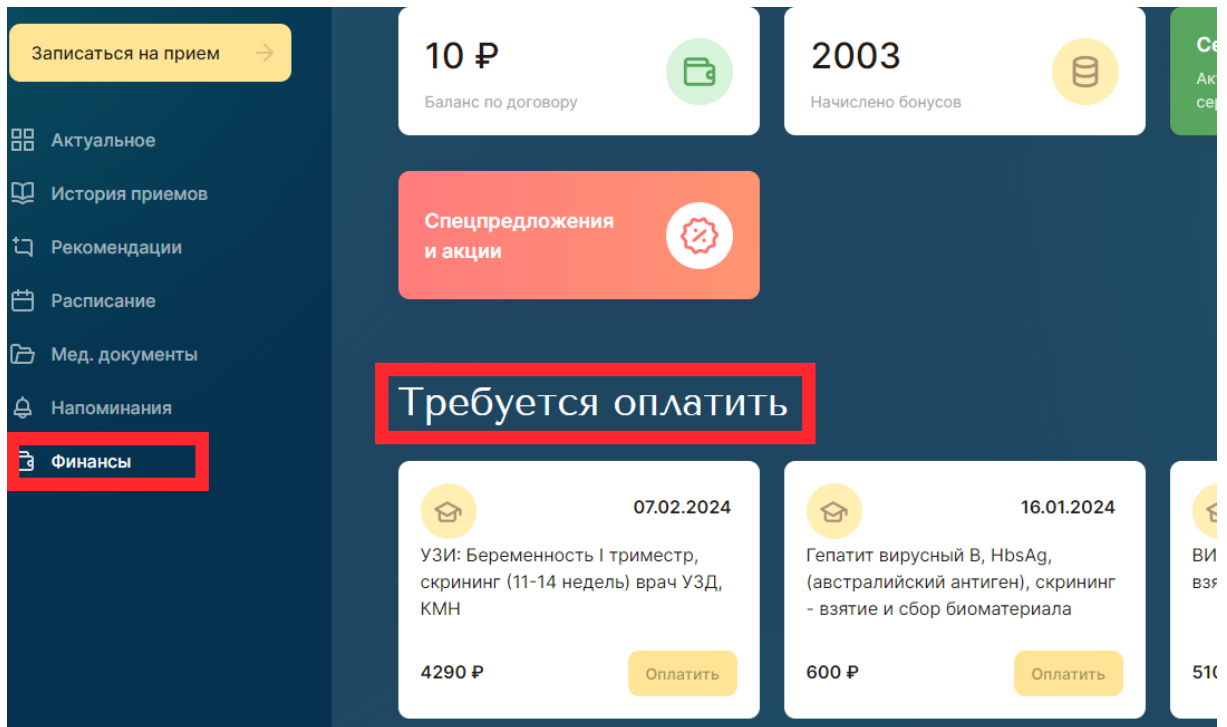 Записаться на прием
Актуальное
История приемов
Рекомендации
Расписание
Мед. документы
Напоминания
Финансы
10 ₽
Баланс по договору
2003
Начислено бонусов
Спецпредложения
и акции
Требуется оплатить
07.02.2024
УЗИ: Беременность I триместр,
скрининг (11-14 недель) врач УЗД,
КМН
4290 ₽
Оплатить
16.01.2024
Гепатит вирусный В, HbsAg,
(австралийский антиген), скрининг
- взятие и сбор биоматериала
600 ₽
Оплатить